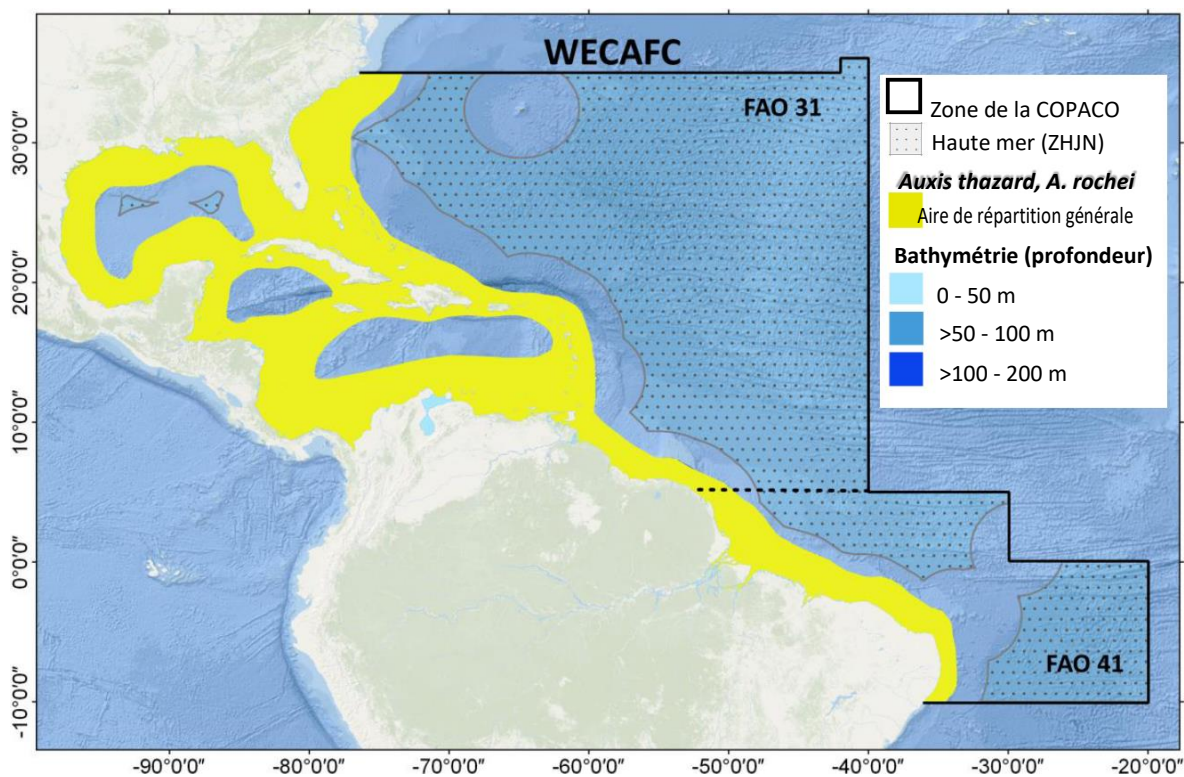 WECAFC
FAO 31
Zone de la COPACO
Haute mer (ZHJN)
Auxis thazard, A. rochei
Aire de répartition générale
Bathymétrie (profondeur)
0 - 50 m
>50 - 100 m
>100 - 200 m
FAO 41
30°0'0"
20°0'0"
10°0'0"
0°0'0"
-10°0'0"
-90°0'0" -80°0'0" -70°0'0" -60°0'0" -50°0'0" -40°0'0" -30°0'0" -20°0'0"